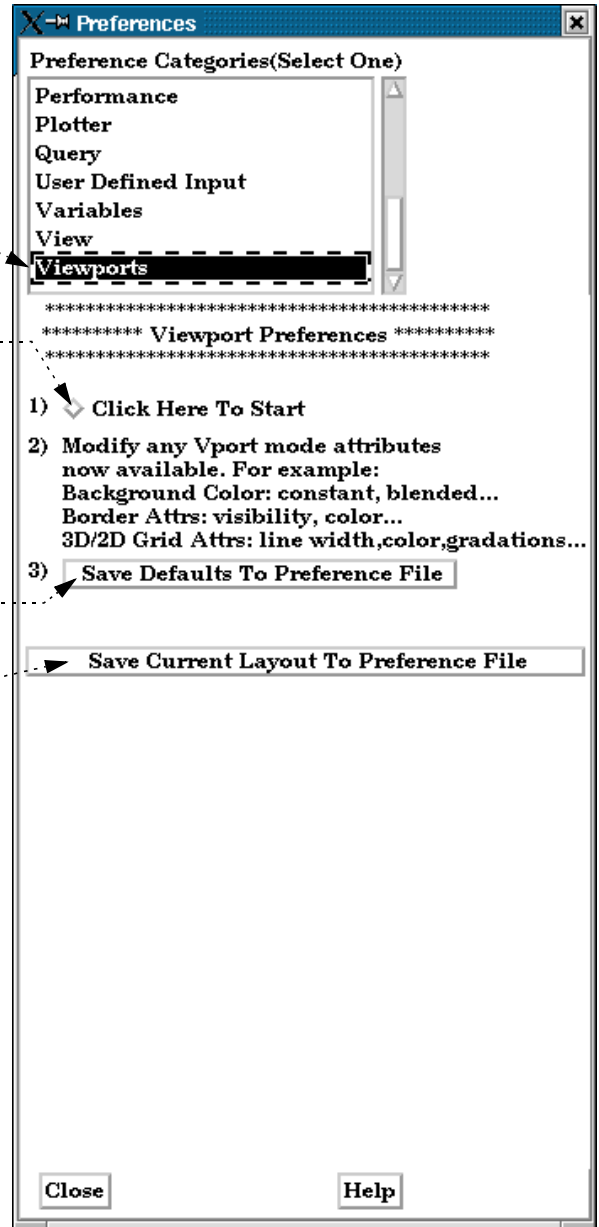 Preferences
Preference Categories(Select One)
Performance
Plotter
Query
User Defined Input
Variables
View
Viewports
********************************************
********** Viewport Preferences **********
********************************************
1) Click Here To Start
2) Modify any Vport mode attributes
now available. For example:
Background Color: constant, blended...
Border Attrs: visibility, color...
3D/2D Grid Attrs: line width,color,gradations...
3) Save Defaults To Preference File
Save Current Layout To Preference File
Close Help